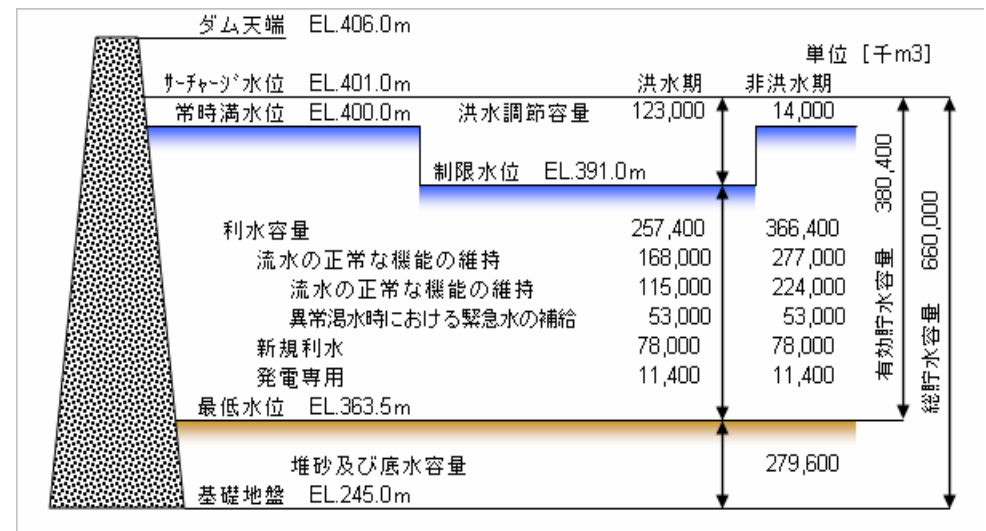 ダム天端 EL.406.0m
単位 [千m3]
ｻｰﾁｬｰｼﾞ水位 EL.401.0m 洪水期 非洪水期
常時満水位 EL.400.0m 洪水調節容量 123,000 14,000
制限水位 EL.391.0m
利水容量 257,400 366,400
流水の正常な機能の維持 168,000 277,000
流水の正常な機能の維持 115,000 224,000
異常渇水時における緊急水の補給 53,000 53,000
新規利水 78,000 78,000
発電専用 11,400 11,400
最低水位 EL.363.5m
堆砂及び底水容量 279,600
基礎地盤 EL.245.0m
有効貯水容量 380,400
総貯水容量 660,000